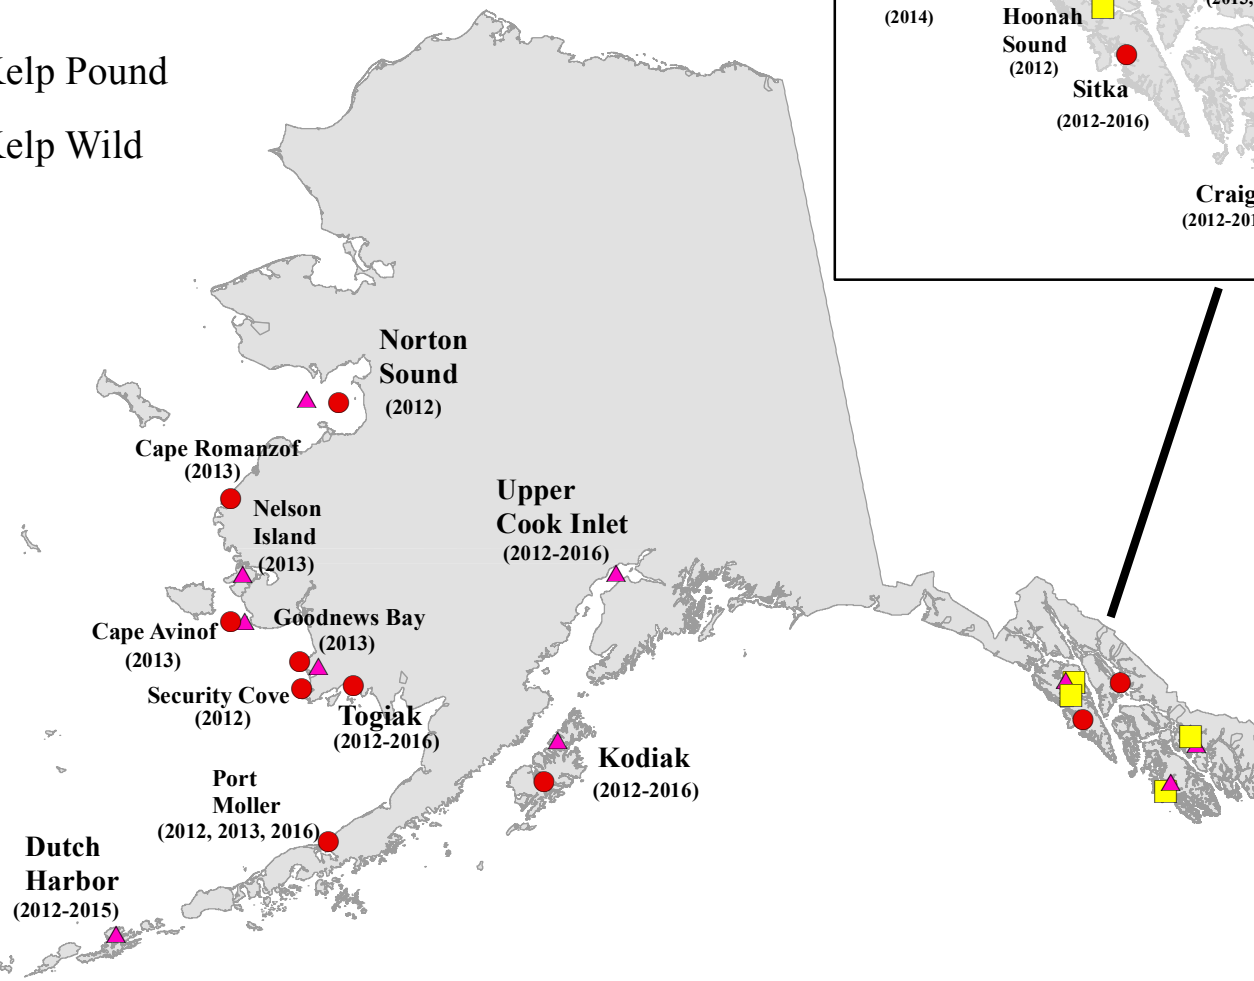 Kelp Pound
Kelp Wild
(2014)
Hoonah
Sound
(2012)
Sitka
(2012-2016)
Craig
Norton
Sound
(2012)
Cape Romanzof
(2013)
Nelson
Island
(2013)
Upper
Cook Inlet
(2012-2016)
Goodnews Bay
(2013)
Cape Avinof
(2013)
Security Cove
(2012)
Togiak
(2012-2016)
Kodiak
(2012-2016)
Port
Moller
(2012, 2013, 2016)
Dutch
Harbor
(2012-2015)